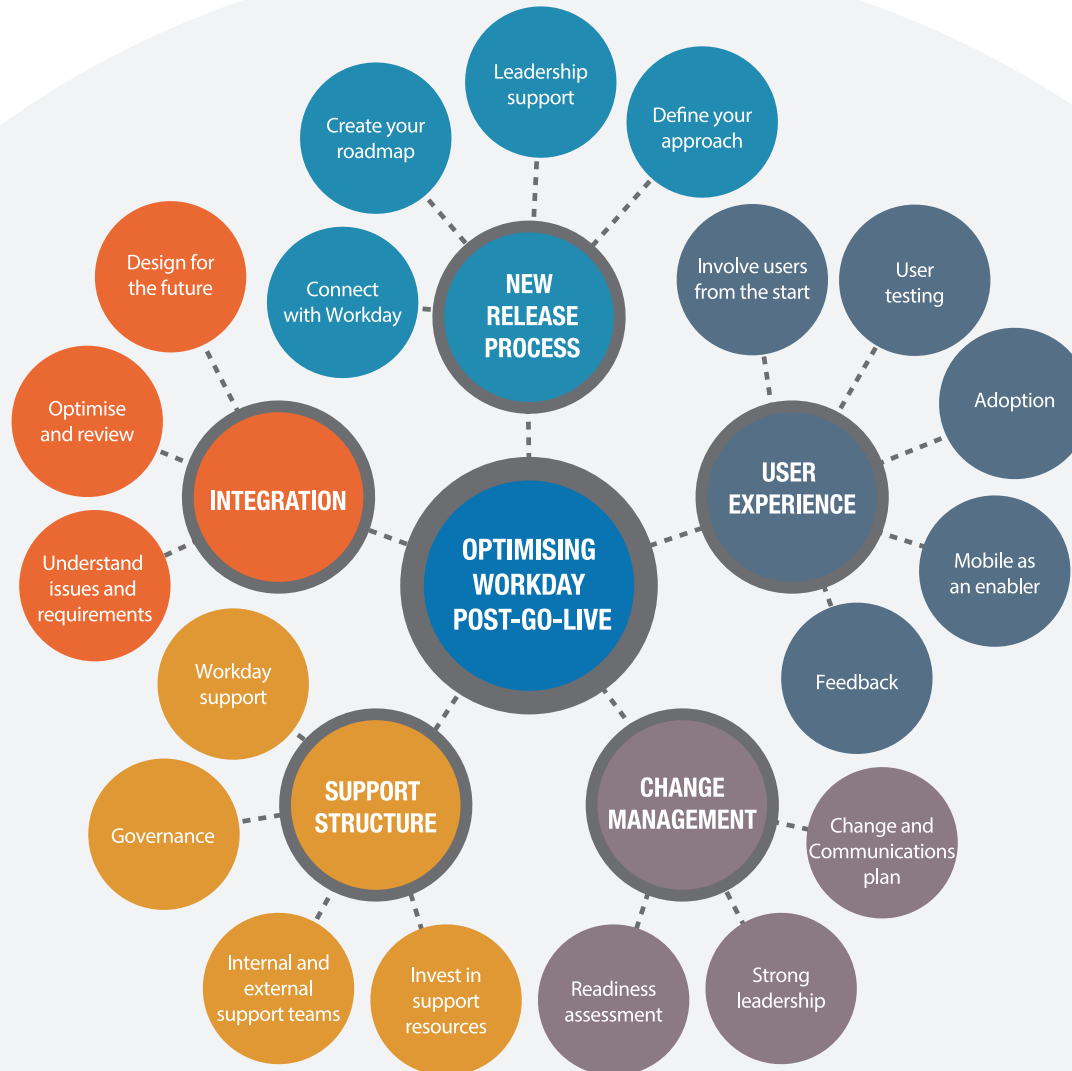 Leadership
support
Create your
roadmap
Define your
approach
Connect
with Workday
NEW
RELEASE
PROCESS
Involve users
from the start
User
testing
Adoption
Mobile as
an enabler
Feedback
USER
EXPERIENCE
Design for
the future
Optimise
and review
Understand
issues and
requirements
INTEGRATION
OPTIMISING
WORKDAY
POST-GO-LIVE
Workday
support
Governance
Internal and
external
support teams
Invest in
support
resources
SUPPORT
STRUCTURE
CHANGE
MANAGEMENT
Change and
Communications
plan
Strong
leadership
Readiness
assessment